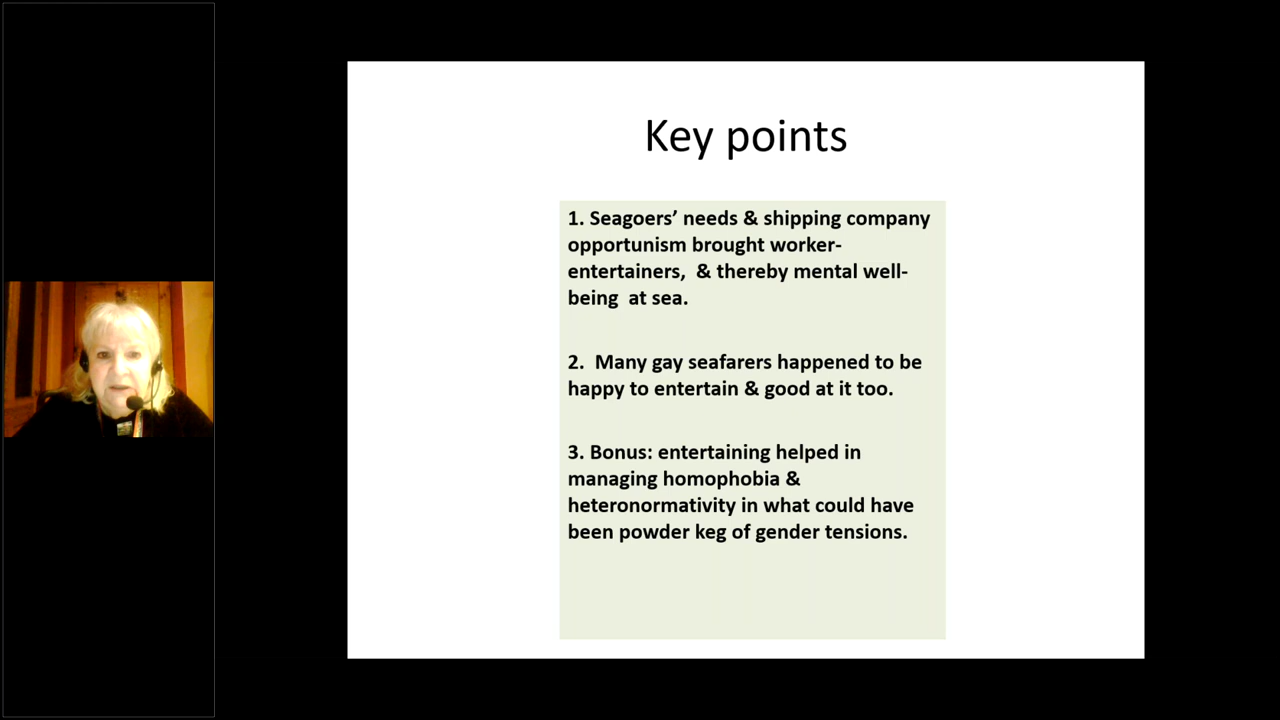 Key points
1. Seagoers’ needs & shipping company
opportunism brought worker-
entertainers,  & thereby mental well-
being  at sea.
2.  Many gay seafarers happened to be
happy to entertain & good at it too.
3. Bonus: entertaining helped in
managing homophobia &
heteronormativity in what could have
been powder keg of gender tensions.